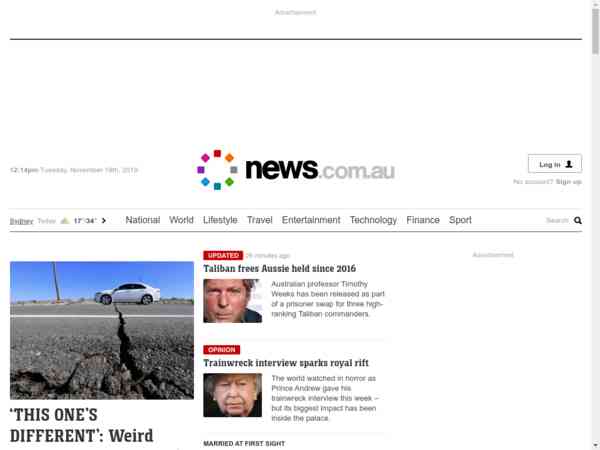 Advertisement
12:14pm Tuesday, November 19th, 2019
news.com.au
Log in
No account? Sign up
Sydney Today 17° 34°
National World Lifestyle Travel Entertainment Technology Finance Sport
Search
UPDATED 26 minutes ago
Taliban frees Aussie held since 2016
Australian professor Timothy
Weeks has been released as part
of a prisoner swap for three high-
ranking Taliban commanders.
OPINION
Trainwreck interview sparks royal rift
The world watched in horror as
Prince Andrew gave his
trainwreck interview this week –
but its biggest impact has been
inside the palace.
MARRIED AT FIRST SIGHT
‘THIS ONE’S
DIFFERENT’: Weird
Advertisement